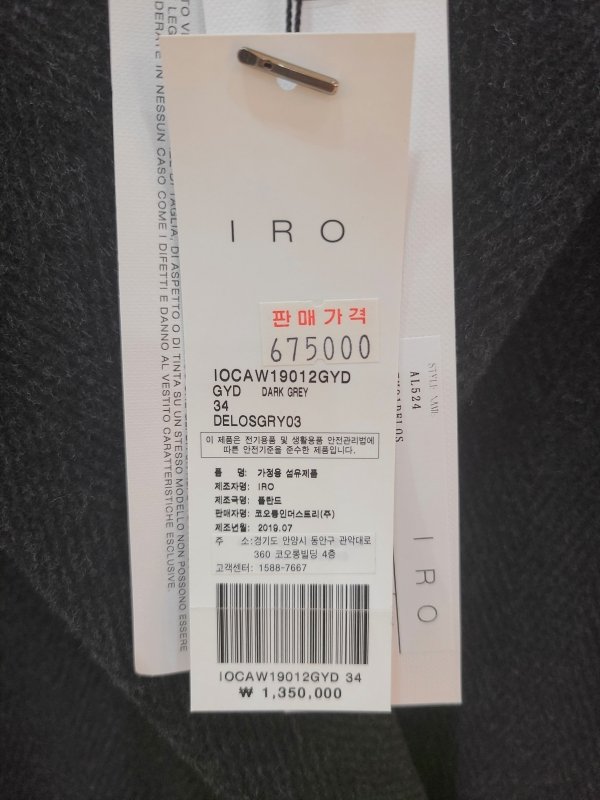 IRO
판매가격
675000
IOCAW19012GYD
GYD DARK GREY
34
DELOSGRY03
이 제품은 전기용품 및 생활용품 안전관리법에
따른 안전기준을 준수한 제품입니다.
품 명: 가정용 섬유제품
제조자명: IRO
제조국명: 폴란드
판매자명: 코오롱인더스트리(주)
제조년월: 2019.07
주 소:경기도 안양시 동안구 관악대로
360 코오롱빌딩 4층
고객센터: 1588-7667
IOCAW19012GYD 34
₩ 1,350,000
STYLE NAME
AL524
IRO
DI TAGLIA, DI ASPETTO O DI TINTA SU UN STESSO MODELLO NON POSSONO ESSERE
IN NESSUN CASO COME I DIFETTI E DANNO AL VESTITO CARATTERISTICHE ESCLUSIVE.